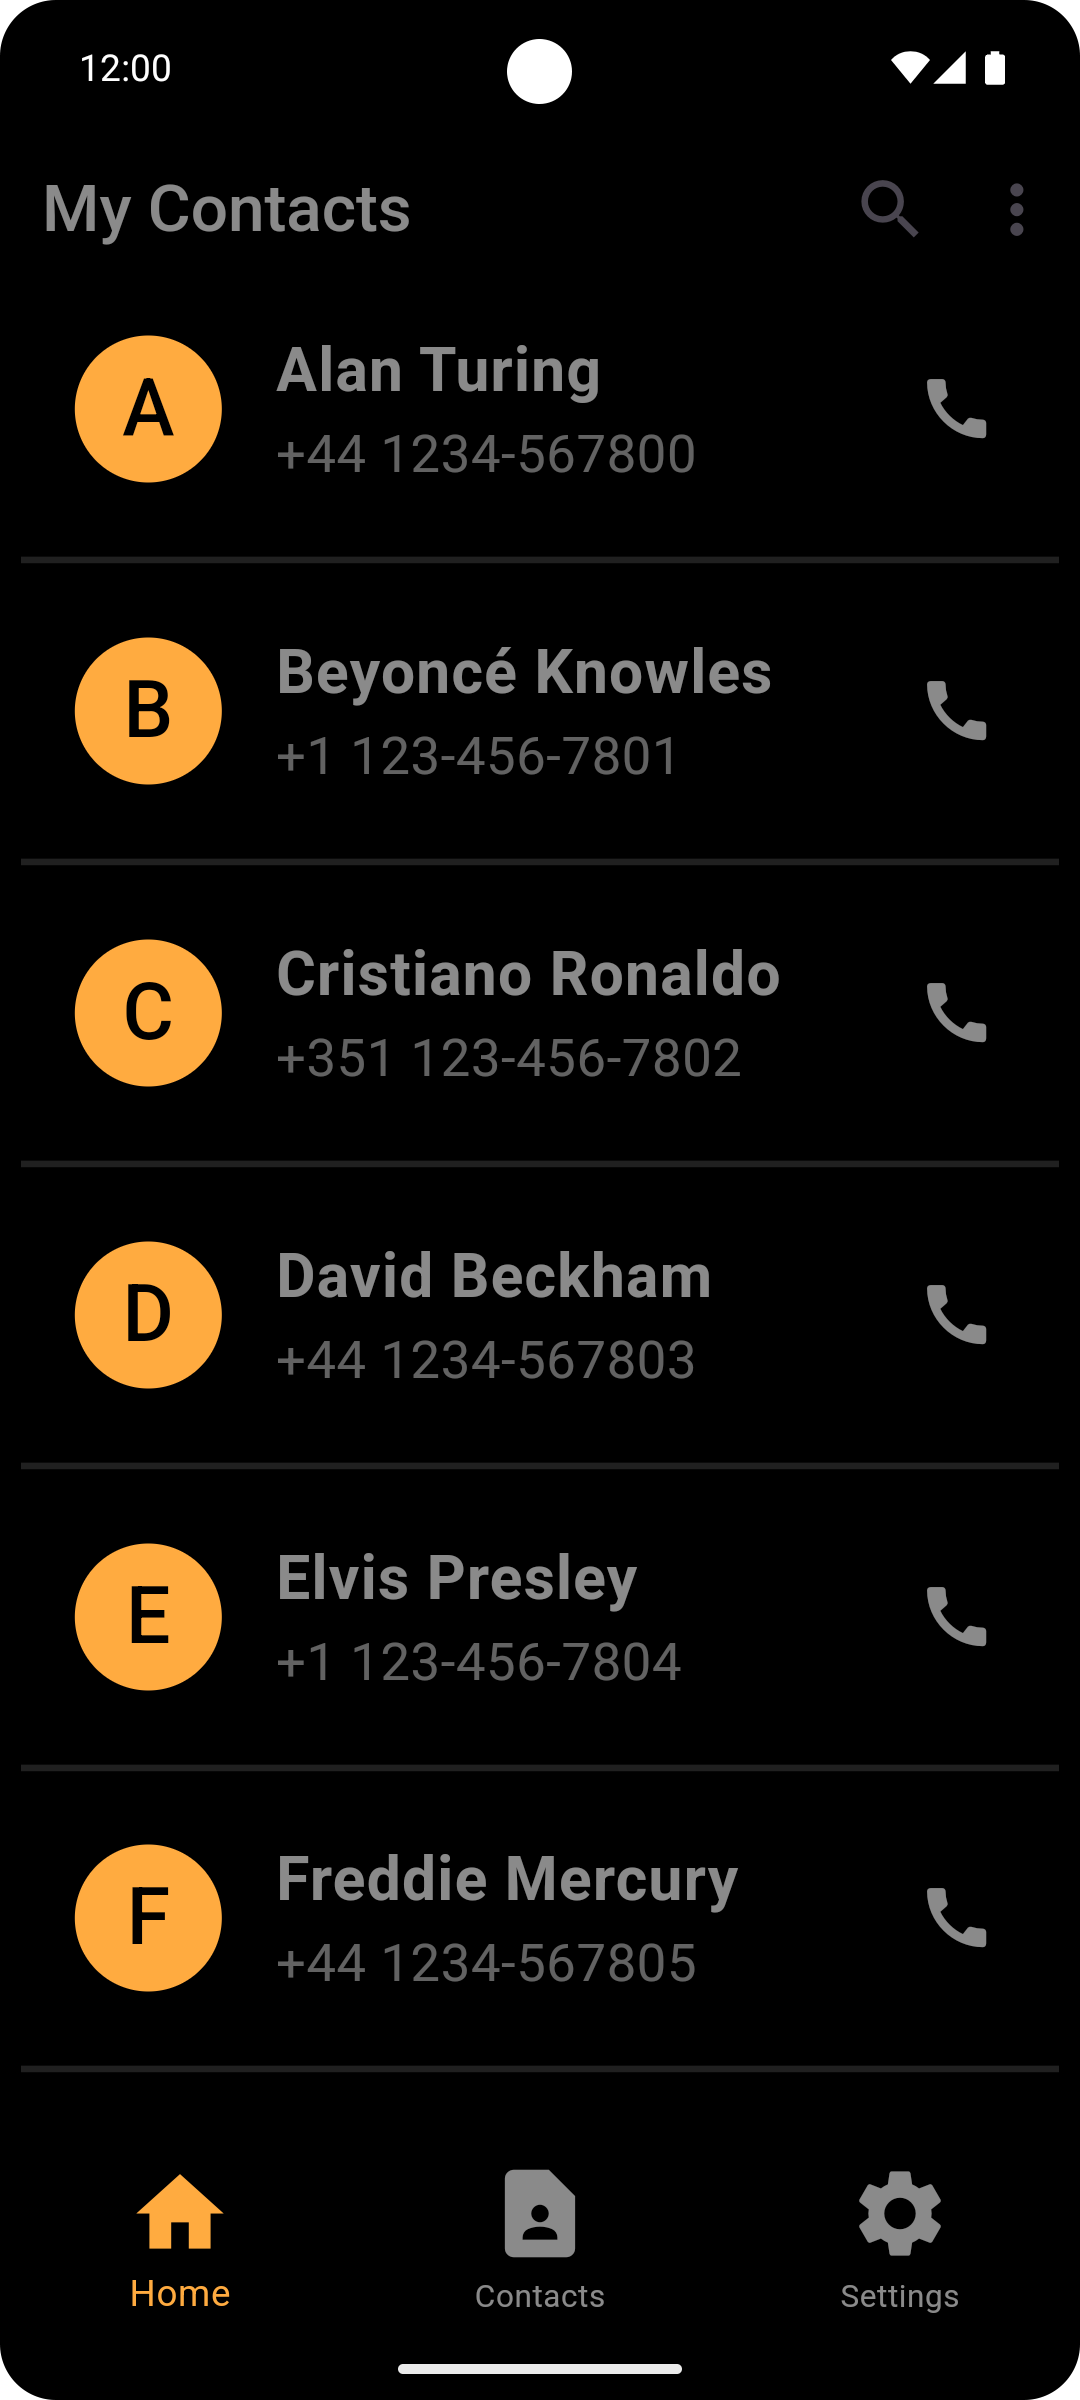 12:00
My Contacts
A
Alan Turing
+44 1234-567800
B
Beyoncé Knowles
+1 123-456-7801
C
Cristiano Ronaldo
+351 123-456-7802
D
David Beckham
+44 1234-567803
E
Elvis Presley
+1 123-456-7804
F
Freddie Mercury
+44 1234-567805
Home
Contacts
Settings